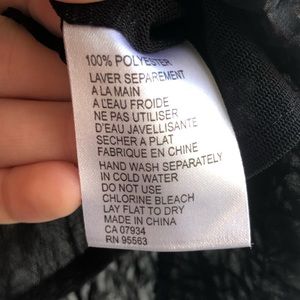 100% POLYESTER
LAVER SEPAREMENT
A LA MAIN
A L'EAU FROIDE
NE PAS UTILISER
D'EAU JAVELLISANTE
SECHER A PLAT
FABRIQUE EN CHINE
HAND WASH SEPARATELY
IN COLD WATER
DO NOT USE
CHLORINE BLEACH
LAY FLAT TO DRY
MADE IN CHINA
CA 07934
RN 95563